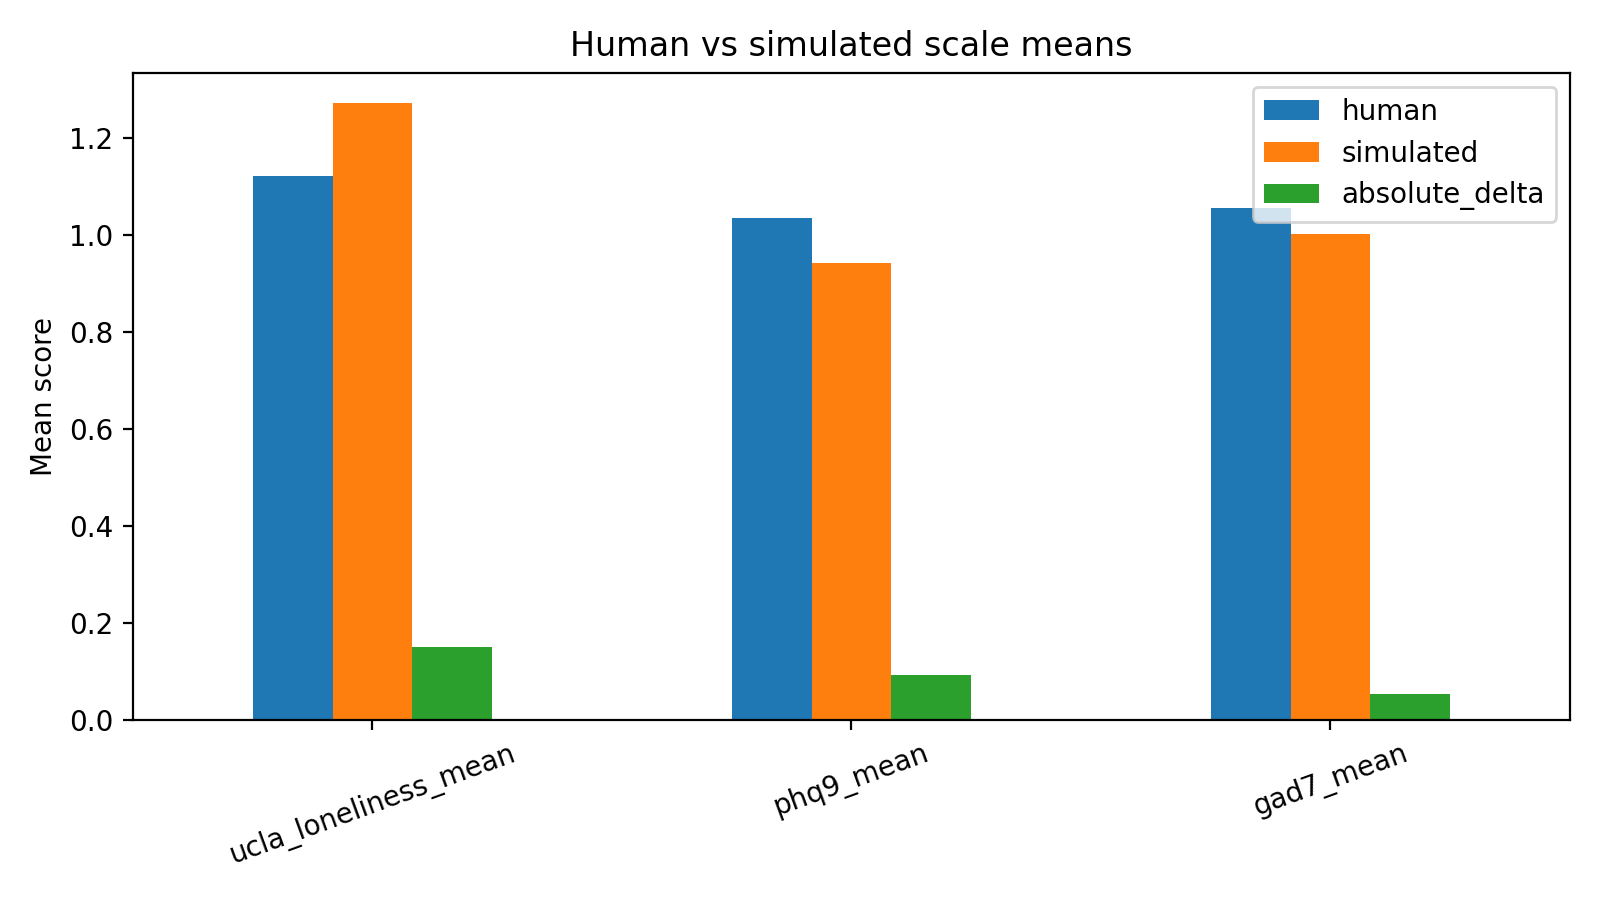 Human vs simulated scale means
human
simulated
absolute_delta
Mean score
1.2
1.0
0.8
0.6
0.4
0.2
0.0
ucla_loneliness_mean
phq9_mean
gad7_mean